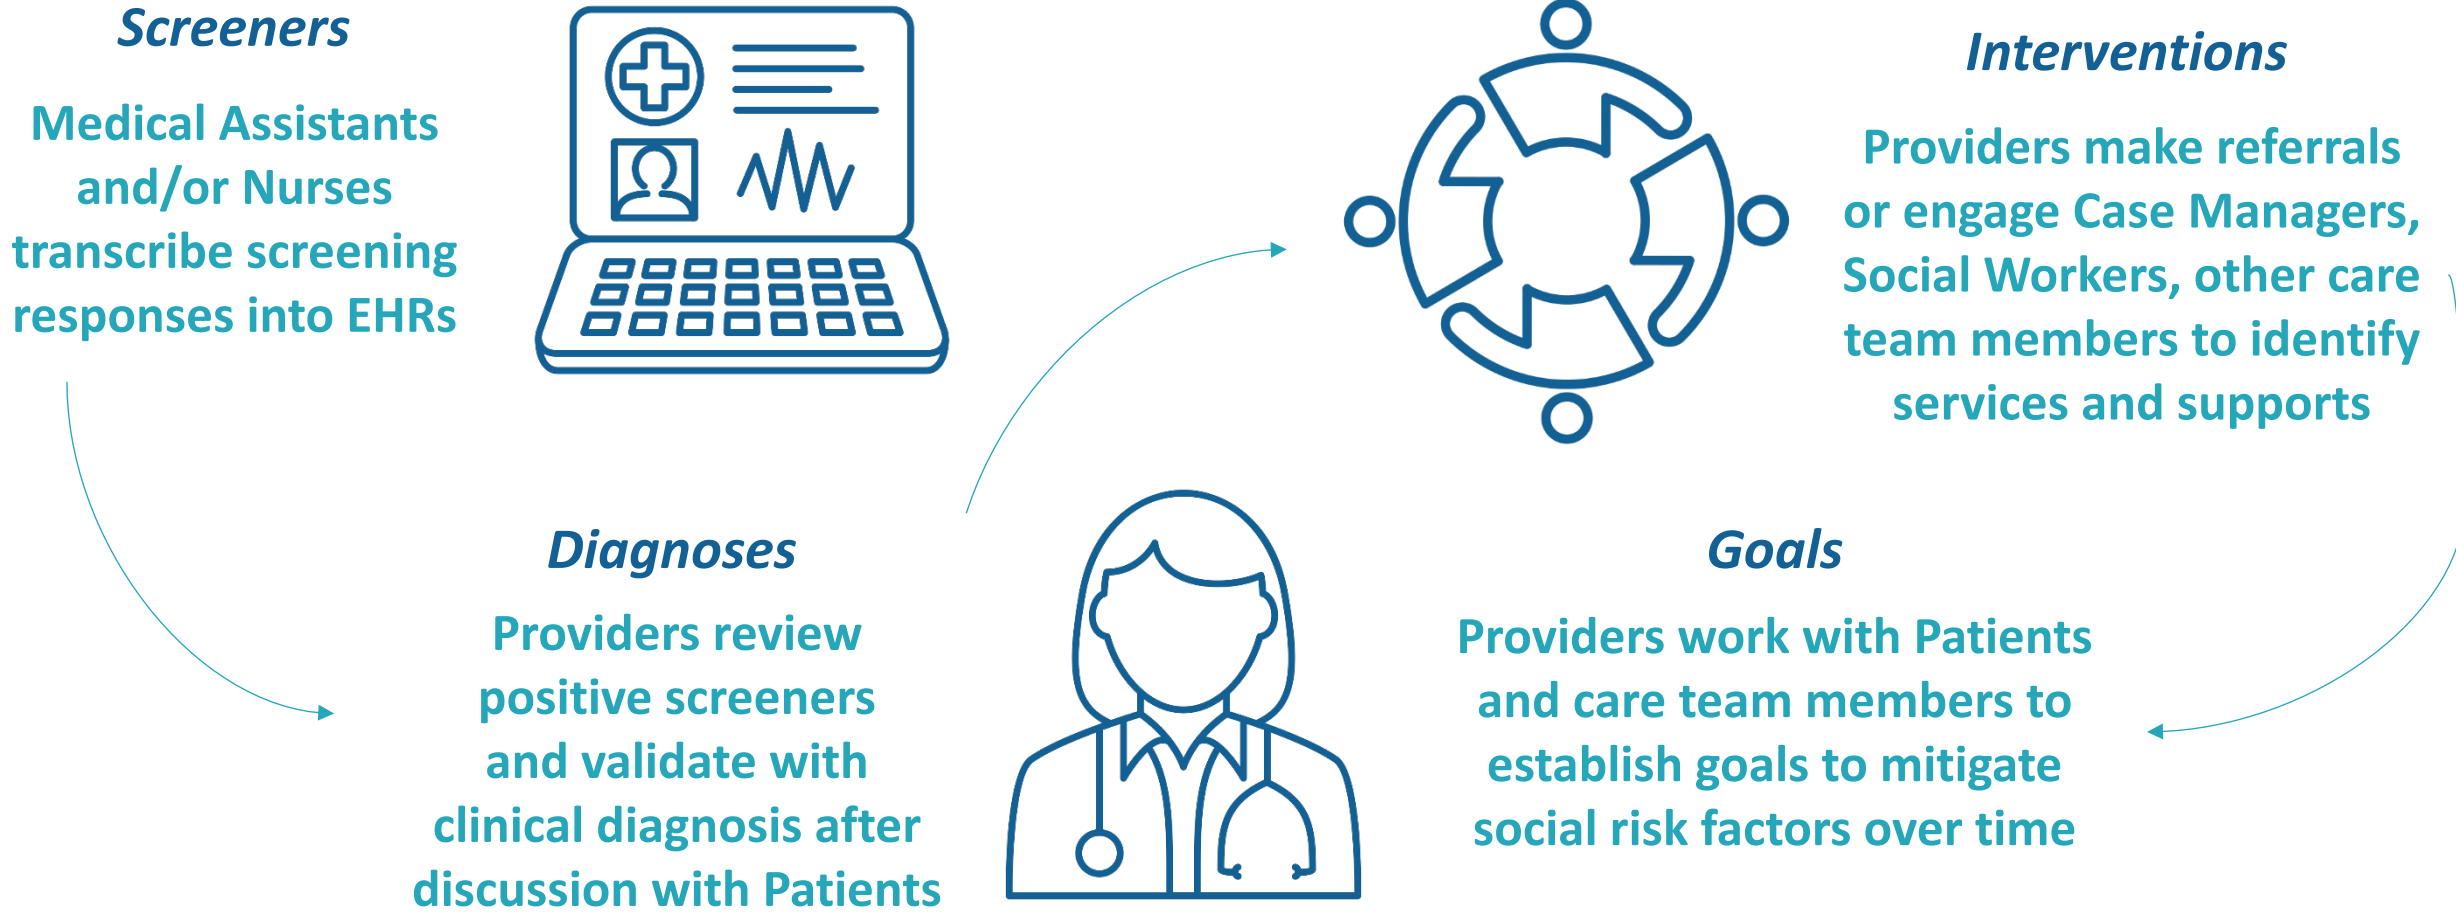 Screeners
Medical Assistants
and/or Nurses
transcribe screening
responses into EHRs
Diagnoses
Providers review
positive screeners
and validate with
clinical diagnosis after
discussion with Patients
Interventions
Providers make referrals
or engage Case Managers,
Social Workers, other care
team members to identify
services and supports
Goals
Providers work with Patients
and care team members to
establish goals to mitigate
social risk factors over time